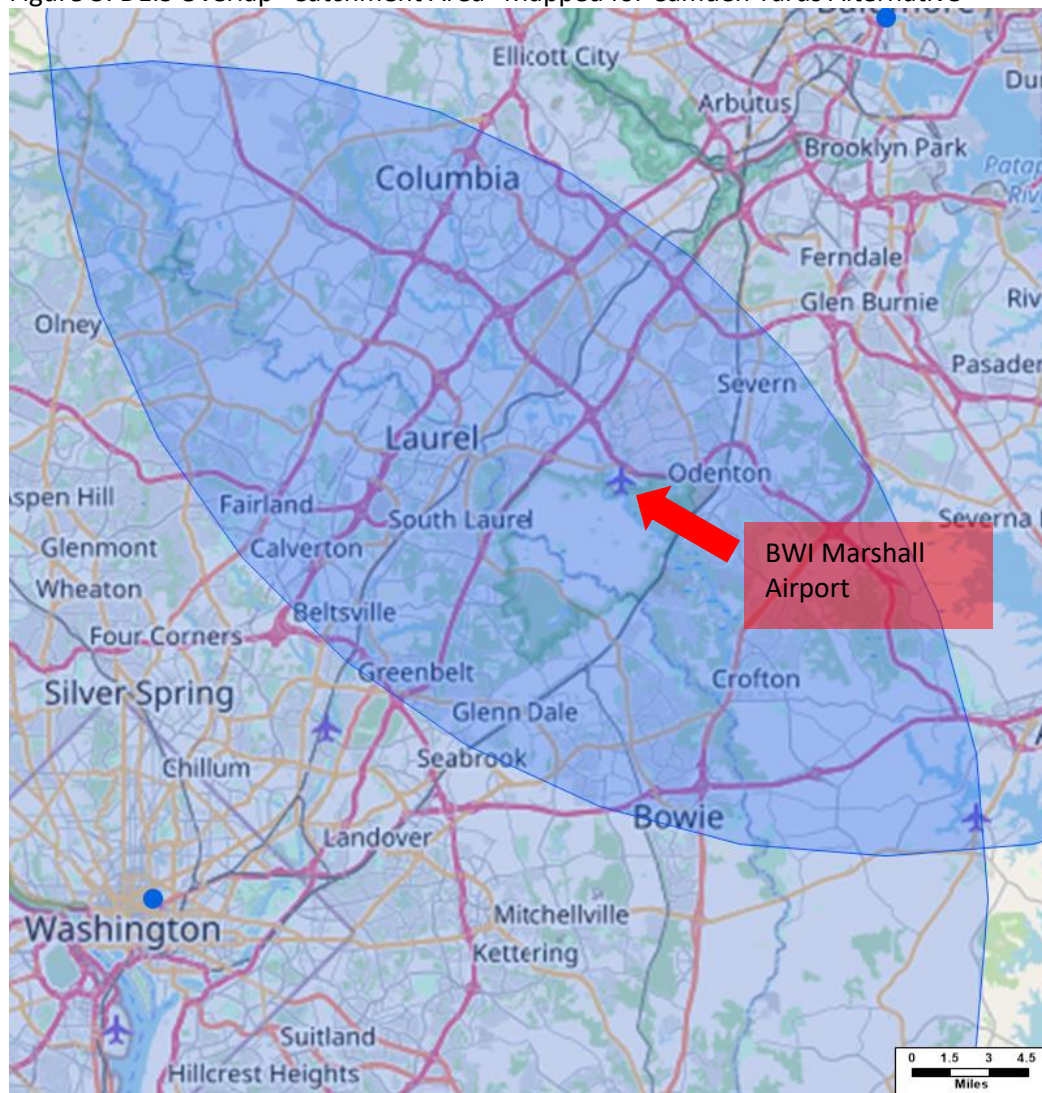 Ellicott City
Arbutus
Brooklyn Park
Columbia
Ferndale
Glen Burnie
Olney
Severn
Laurel
Odenton
Aspen Hill
Fairland
South Laurel
Severna
Glenmont
Calverton
BWI Marshall
Airport
Wheaton
Beltsville
Four Corners
Greenbelt
Crofton
Silver Spring
Glenn Dale
Seabrook
Chillum
Bowie
Landover
Washington
Mitchellville
Kettering
Suitland
Hillcrest Heights
0 1.5 3 4.5
Miles